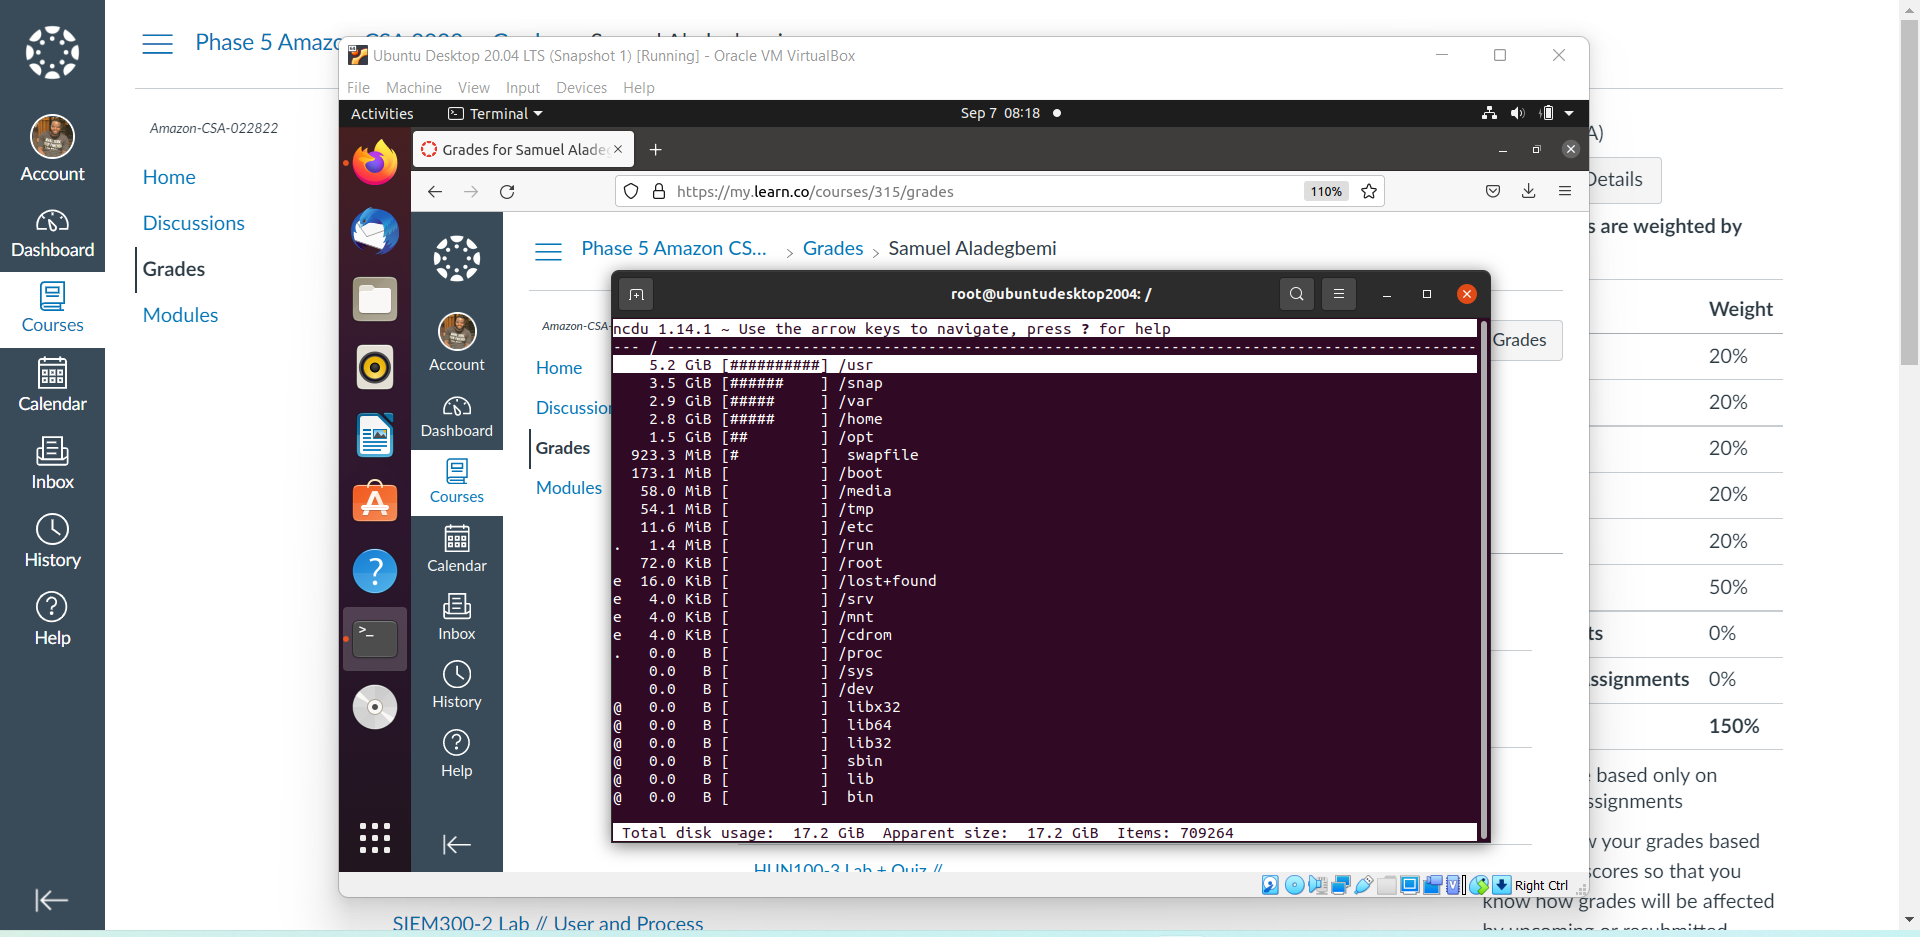 Account
Dashboard
Courses
Calendar
Inbox
History
Help
Phase 5 Amazo
Amazon-CSA-022822
Home
Discussions
Grades
Modules
Ubuntu Desktop 20.04 LTS (Snapshot 1) [Running] - Oracle VM VirtualBox
File Machine View Input Devices Help
Activities Terminal Sep 7 08:18
Grades for Samuel Aladeg
https://my.learn.co/courses/315/grades 110%
Account
Dashboard
Courses
Calendar
Inbox
History
Help
Phase 5 Amazon CS... > Grades > Samuel Aladegbemi
Amazon-CSA-
Home
Discussion
Grades
Modules
Grades
root@ubuntudesktop2004: /
ncdu 1.14.1 ~ Use the arrow keys to navigate, press ? for help
--- / ------------------------------------------------------------------------------------------
5.2 GiB [##########] /usr
3.5 GiB [###### ] /snap
2.9 GiB [##### ] /var
2.8 GiB [##### ] /home
1.5 GiB [## ] /opt
923.3 MiB [# ] swapfile
173.1 MiB [ ] /boot
58.0 MiB [ ] /media
54.1 MiB [ ] /tmp
11.6 MiB [ ] /etc
. 1.4 MiB [ ] /run
72.0 KiB [ ] /root
e 16.0 KiB [ ] /lost+found
e 4.0 KiB [ ] /srv
e 4.0 KiB [ ] /mnt
e 4.0 KiB [ ] /cdrom
. 0.0 B [ ] /proc
0.0 B [ ] /sys
0.0 B [ ] /dev
@ 0.0 B [ ] libx32
@ 0.0 B [ ] lib64
@ 0.0 B [ ] lib32
@ 0.0 B [ ] sbin
@ 0.0 B [ ] lib
@ 0.0 B [ ] bin
Total disk usage: 17.2 GiB Apparent size: 17.2 GiB Items: 709264
HUN100-3 Lab + Quiz //
Right Ctrl
SIEM300-2 Lab // User and Process
A)
Details
s are weighted by
Weight
20%
20%
20%
20%
20%
50%
ts 0%
ssignments 0%
150%
based only on
ssignments
w your grades based
scores so that you
know how grades will be affected
by upcoming or resubmitted